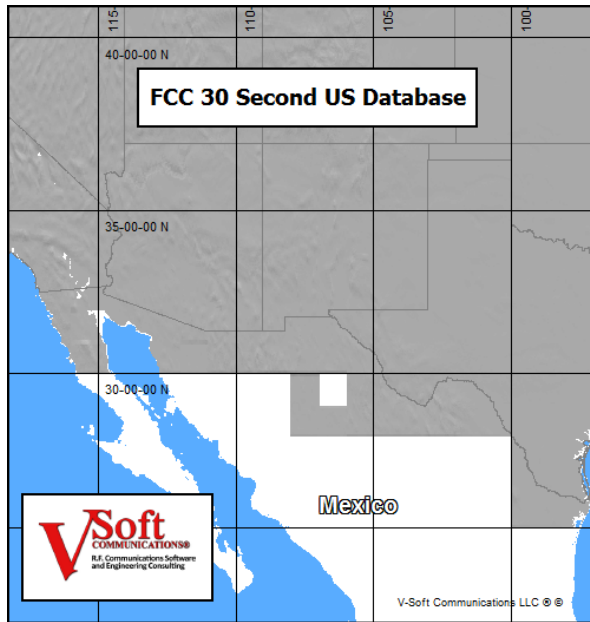 115-
110-
105-
100-
40-00-00 N
FCC 30 Second US Database
35-00-00 N
30-00-00 N
Mexico
VSoft
COMMUNICATIONS®
R.F. Communications Software
and Engineering Consulting
V-Soft Communications LLC ® ©